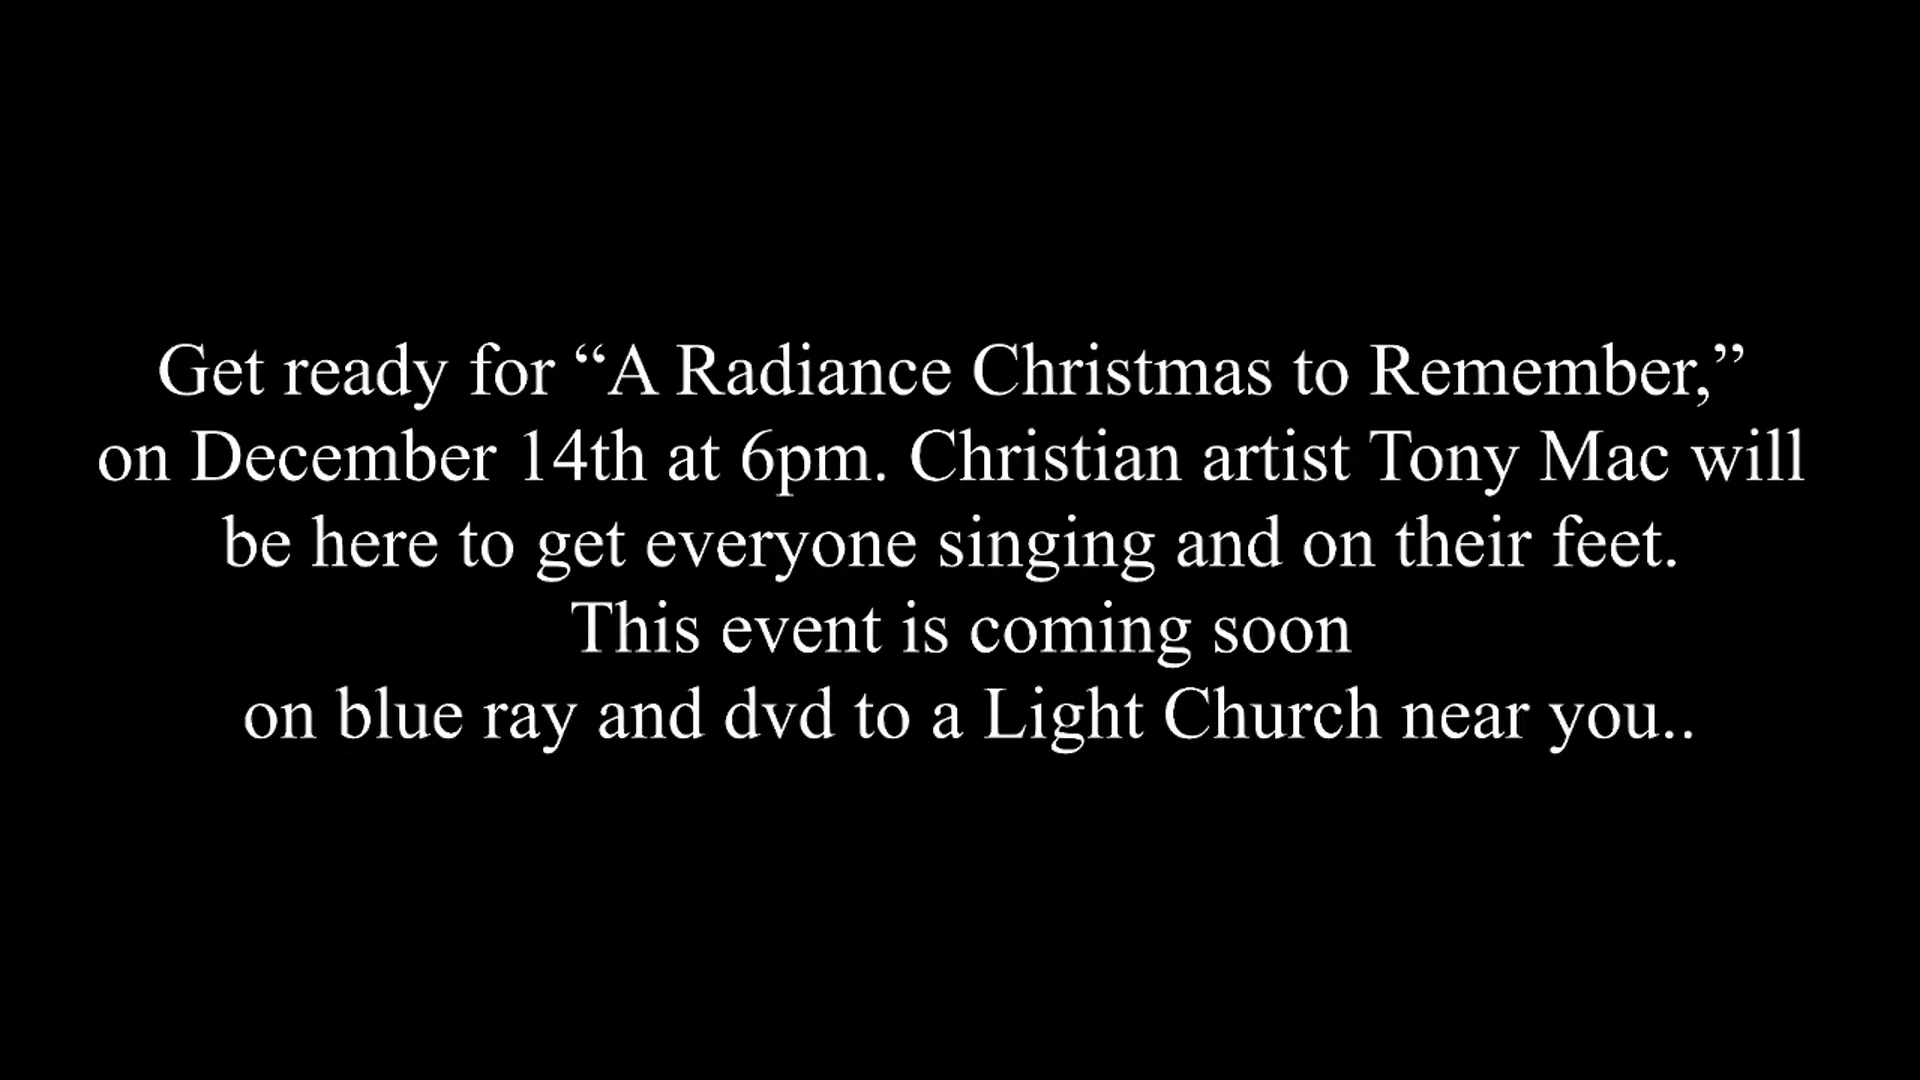 Get ready for “A Radiance Christmas to Remember,”
on December 14th at 6pm. Christian artist Tony Mac will
be here to get everyone singing and on their feet.
This event is coming soon
on blue ray and dvd to a Light Church near you..